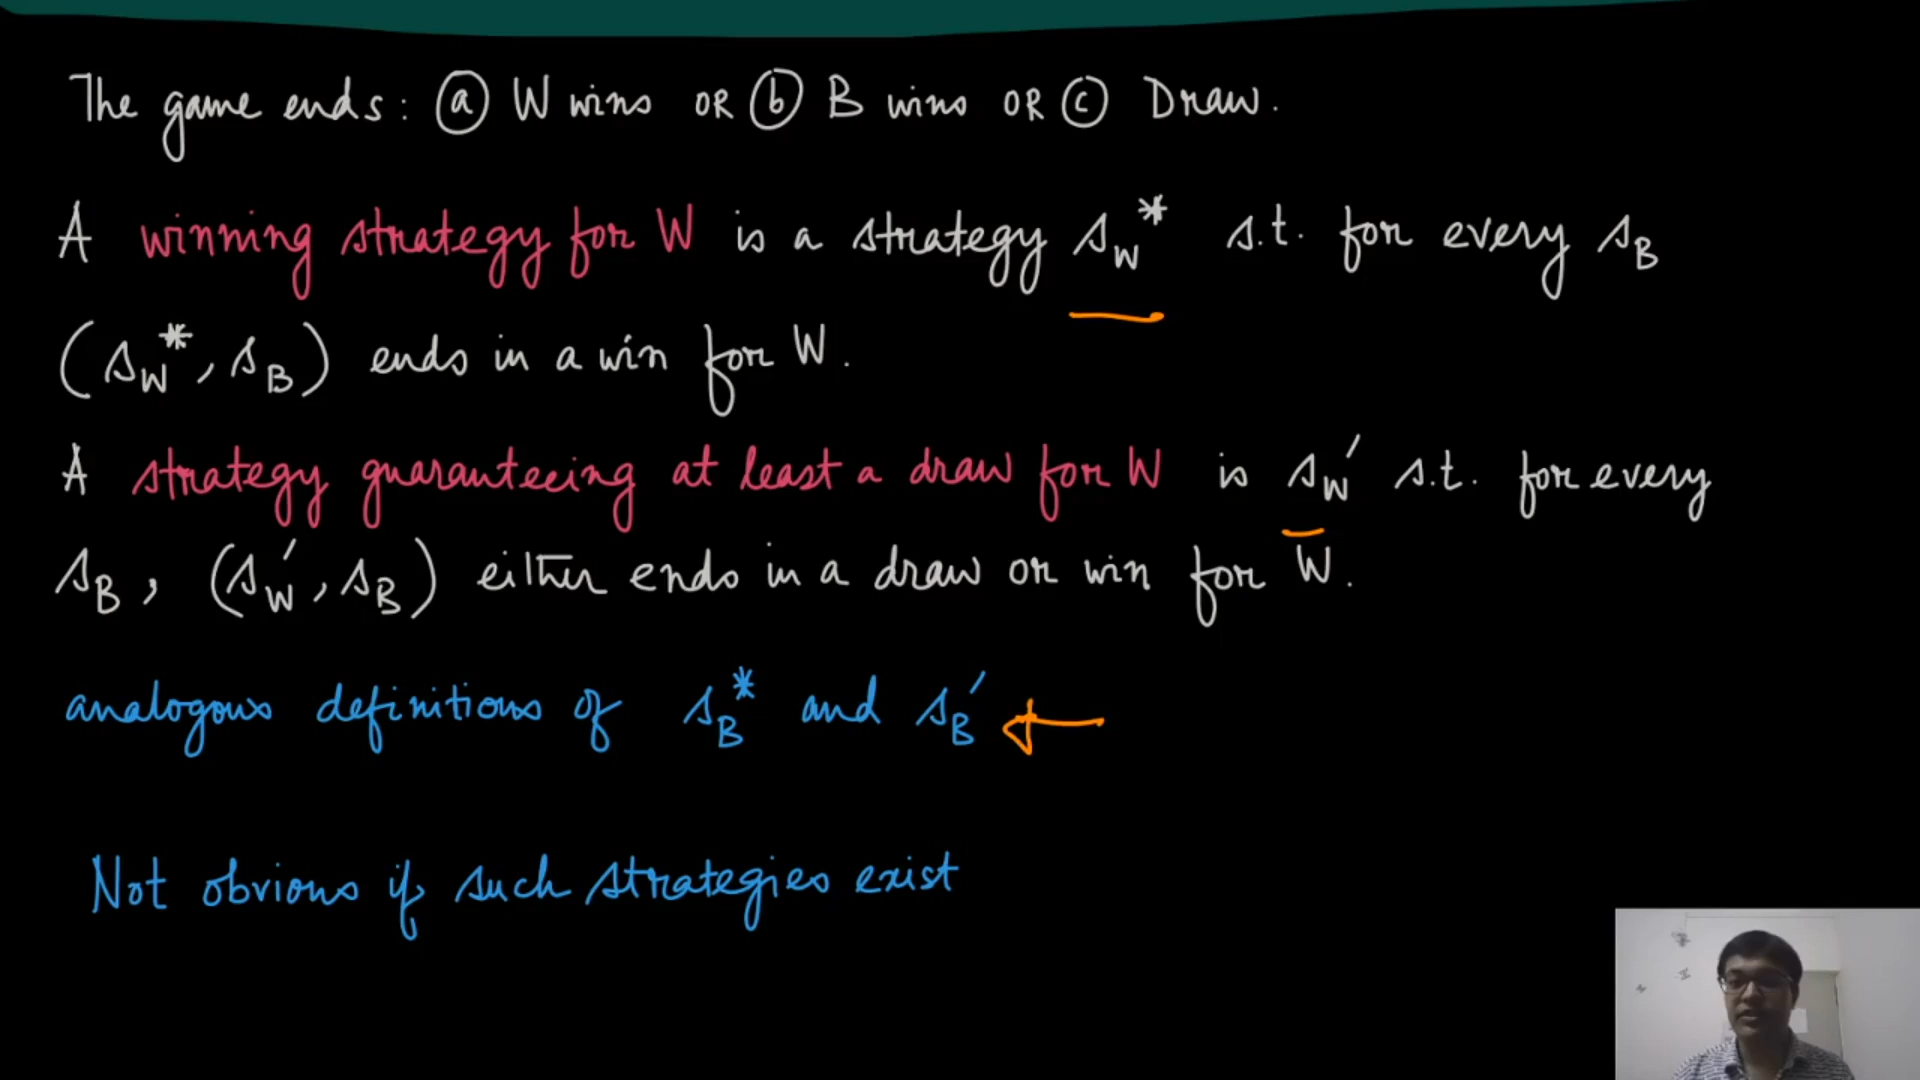 The game ends: ⓐ W wins OR ⓑ B wins OR ⓒ Draw.
A winning strategy for W is a strategy s_W* s.t. for every s_B
(s_W*, s_B) ends in a win for W.
A strategy guaranteeing at least a draw for W is s_W' s.t. for every
s_B, (s_W', s_B) either ends in a draw or win for W.
analogous definitions of s_B* and s_B' ←
Not obvious if such strategies exist